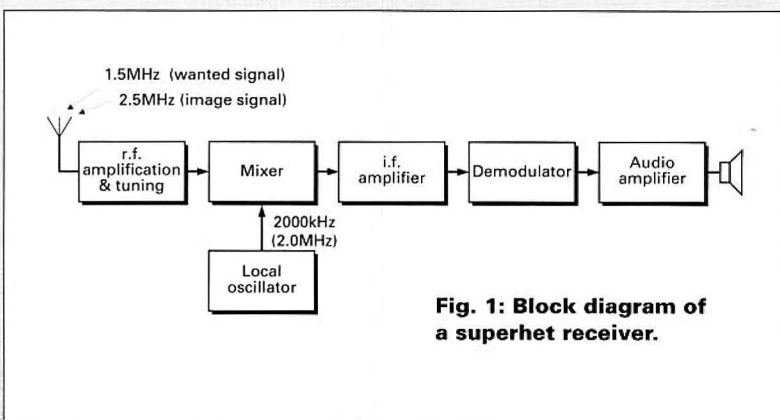 1.5MHz (wanted signal)
2.5MHz (image signal)
r.f.
amplification
& tuning
Mixer
i.f.
amplifier
Demodulator
Audio
amplifier
2000kHz
(2.0MHz)
Local
oscillator
Fig. 1: Block diagram of
a superhet receiver.